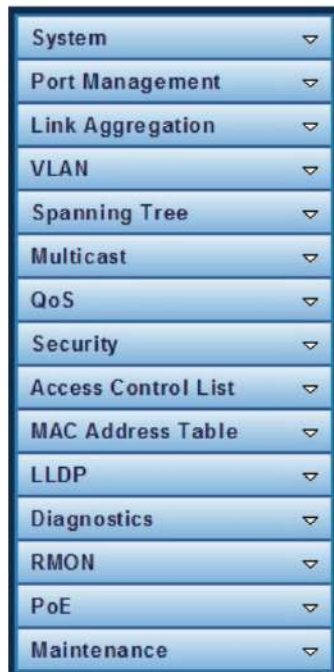 System
Port Management
Link Aggregation
VLAN
Spanning Tree
Multicast
QoS
Security
Access Control List
MAC Address Table
LLDP
Diagnostics
RMON
PoE
Maintenance